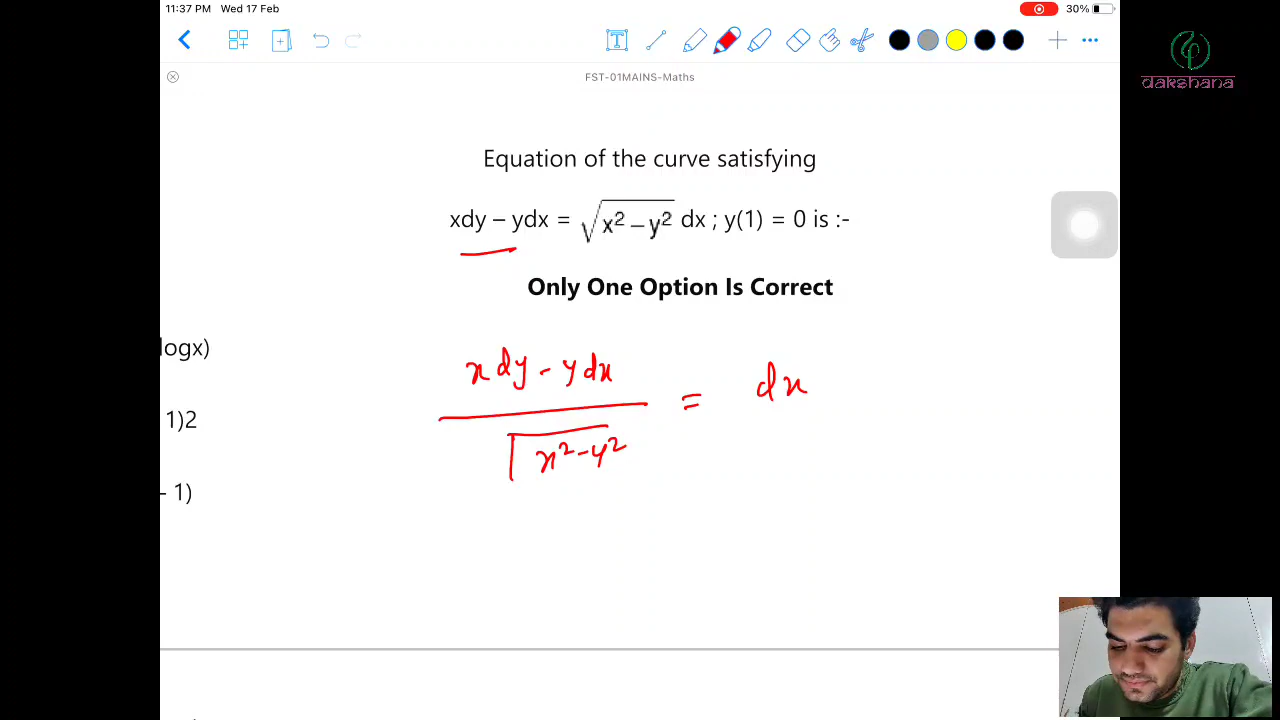 11:37 PM Wed 17 Feb
30%
dakshana
FST-01MAINS-Maths
Equation of the curve satisfying
xdy – ydx = √x² – y² dx ; y(1) = 0 is :-
Only One Option Is Correct
logx)
x dy - y dx / √x² - y² = dx
1)2
– 1)